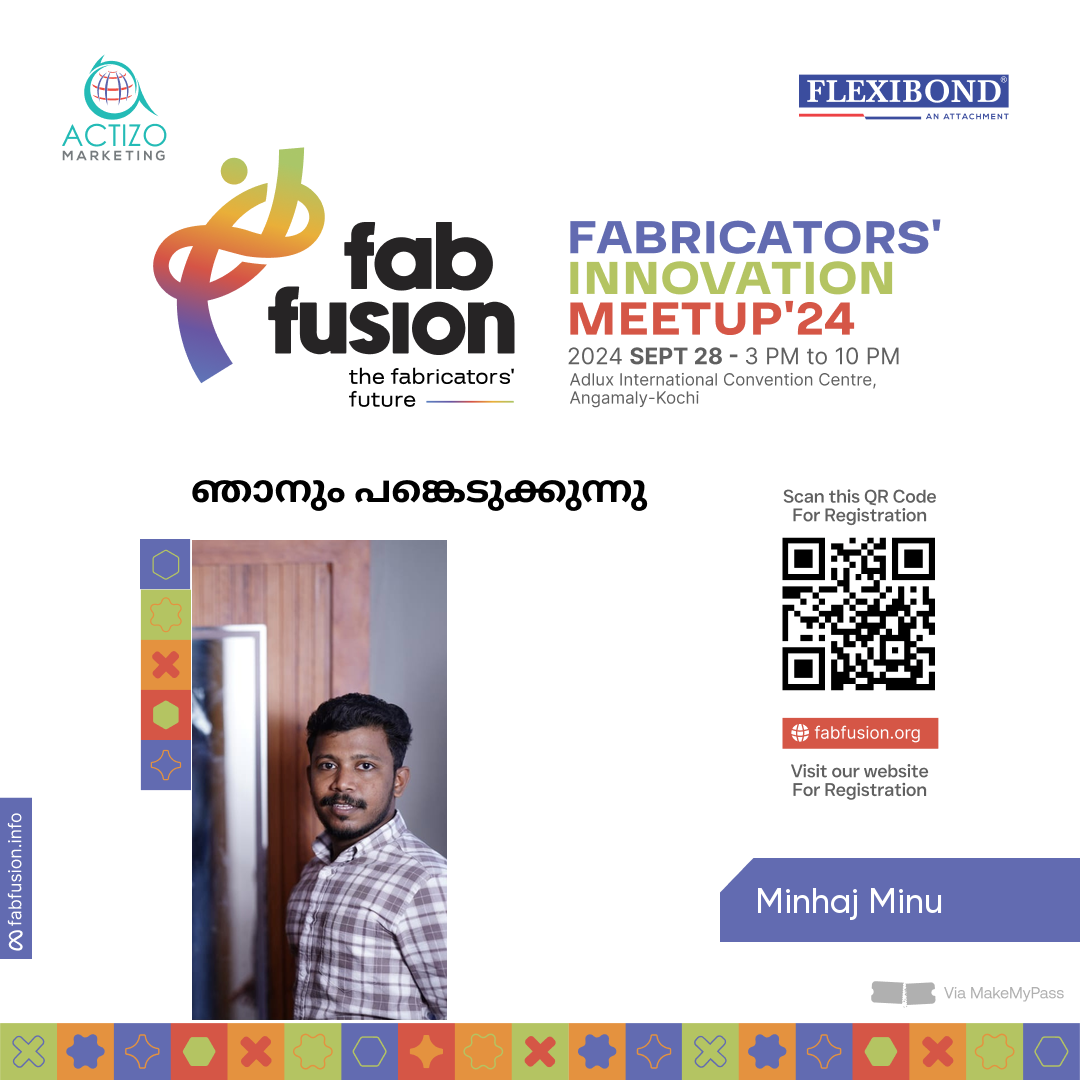 ACTIZO
MARKETING
FLEXIBOND®
AN ATTACHMENT
fab
fusion
the fabricators'
future
FABRICATORS'
INNOVATION
MEETUP'24
2024 SEPT 28 - 3 PM to 10 PM
Adlux International Convention Centre,
Angamaly-Kochi
ഞാനും പങ്കെടുക്കുന്നു
Scan this QR Code
For Registration
fabfusion.org
Visit our website
For Registration
fabfusion.info
Minhaj Minu
Via MakeMyPass